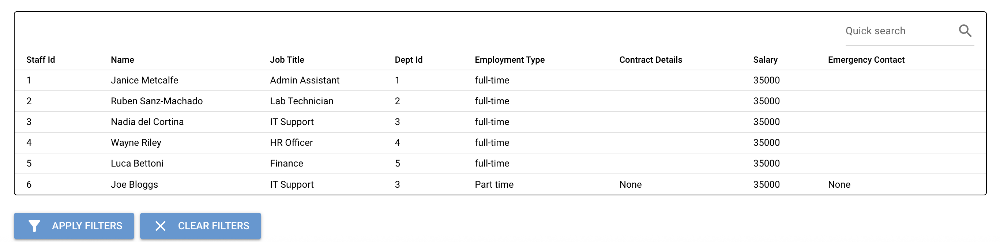 Quick search
Staff Id Name Job Title Dept Id Employment Type Contract Details Salary Emergency Contact
1 Janice Metcalfe Admin Assistant 1 full-time 35000
2 Ruben Sanz-Machado Lab Technician 2 full-time 35000
3 Nadia del Cortina IT Support 3 full-time 35000
4 Wayne Riley HR Officer 4 full-time 35000
5 Luca Bettoni Finance 5 full-time 35000
6 Joe Bloggs IT Support 3 Part time None 35000 None
APPLY FILTERS CLEAR FILTERS